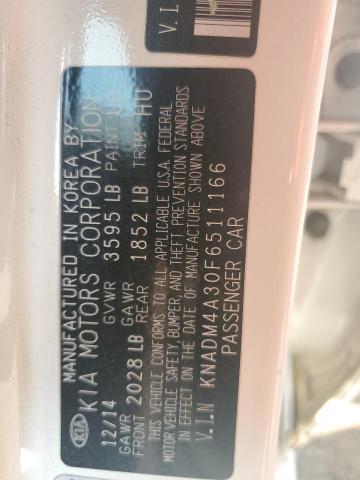 MANUFACTURED IN KOREA BY
KIA KIA MOTORS CORPORATION
12/14 GVWR 3595 LB PAINT UD
GAWR FRONT 2028 LB GAWR REAR 1852 LB TRIM HU
THIS VEHICLE CONFORMS TO ALL APPLICABLE U.S.A. FEDERAL
MOTOR VEHICLE SAFETY, BUMPER, AND THEFT PREVENTION STANDARDS
IN EFFECT ON THE DATE OF MANUFACTURE SHOWN ABOVE
V.I.N KNADM4A30F6511166
PASSENGER CAR
V.I.